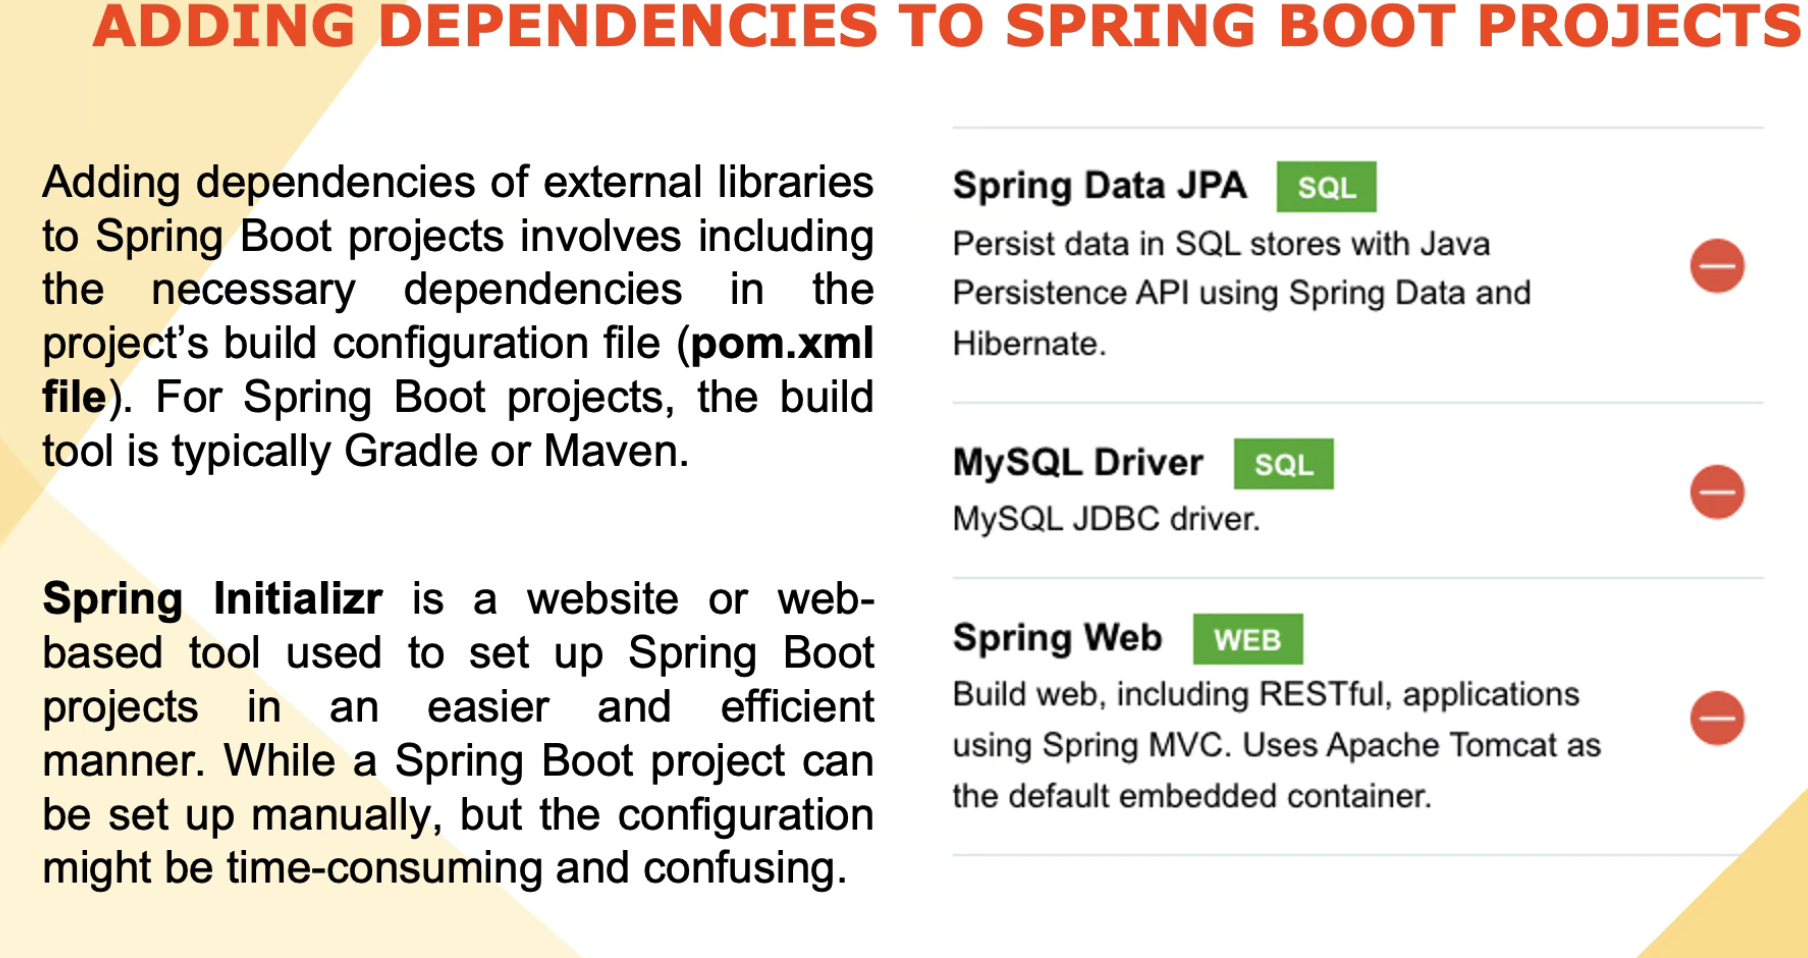 ADDING DEPENDENCIES TO SPRING BOOT PROJECTS
Adding dependencies of external libraries
to Spring Boot projects involves including
the necessary dependencies in the
project’s build configuration file (pom.xml
file). For Spring Boot projects, the build
tool is typically Gradle or Maven.
Spring Initializr is a website or web-
based tool used to set up Spring Boot
projects in an easier and efficient
manner. While a Spring Boot project can
be set up manually, but the configuration
might be time-consuming and confusing.
Spring Data JPA SQL
Persist data in SQL stores with Java
Persistence API using Spring Data and
Hibernate.
MySQL Driver SQL
MySQL JDBC driver.
Spring Web WEB
Build web, including RESTful, applications
using Spring MVC. Uses Apache Tomcat as
the default embedded container.